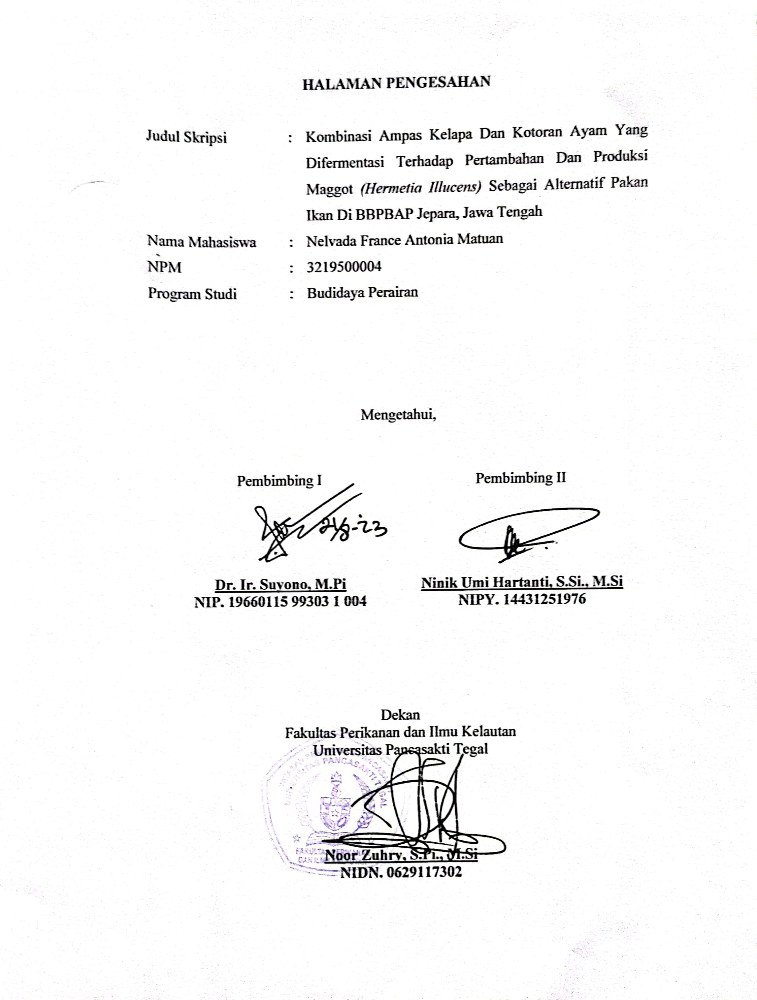 HALAMAN PENGESAHAN
Judul Skripsi : Kombinasi Ampas Kelapa Dan Kotoran Ayam Yang
Difermentasi Terhadap Pertambahan Dan Produksi
Maggot (Hermetia Illucens) Sebagai Alternatif Pakan
Ikan Di BBPBAP Jepara, Jawa Tengah
Nama Mahasiswa : Nelvada France Antonia Matuan
NPM : 3219500004
Program Studi : Budidaya Perairan
Mengetahui,
Pembimbing I
Pembimbing II
21/8-23
Dr. Ir. Suyono, M.Pi
NIP. 19660115 99303 1 004
Ninik Umi Hartanti, S.Si., M.Si
NIPY. 14431251976
Dekan
Fakultas Perikanan dan Ilmu Kelautan
Universitas Pancasakti Tegal
UNIVERSITAS PANCASAKTI TEGAL
Noor Zuhry, S.Pi., M.Si
NIDN. 0629117302